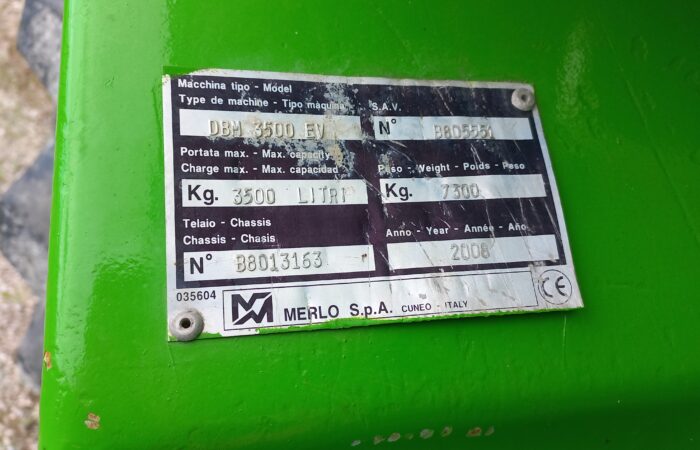 Macchina tipo - Model
Type de machine - Tipo maquina S.A.V.
DBM 3500 EV N° B805551
Portata max. - Max. capacity
Charge max. - Max. capacidad Peso - Weight - Poids - Peso
Kg. 3500 LITRI Kg. 7300
Telaio - Chassis
Chassis - Chasis Anno - Year - Année - Año
N° B8013163 2008
035604 MERLO S.p.A. CUNEO - ITALY CE